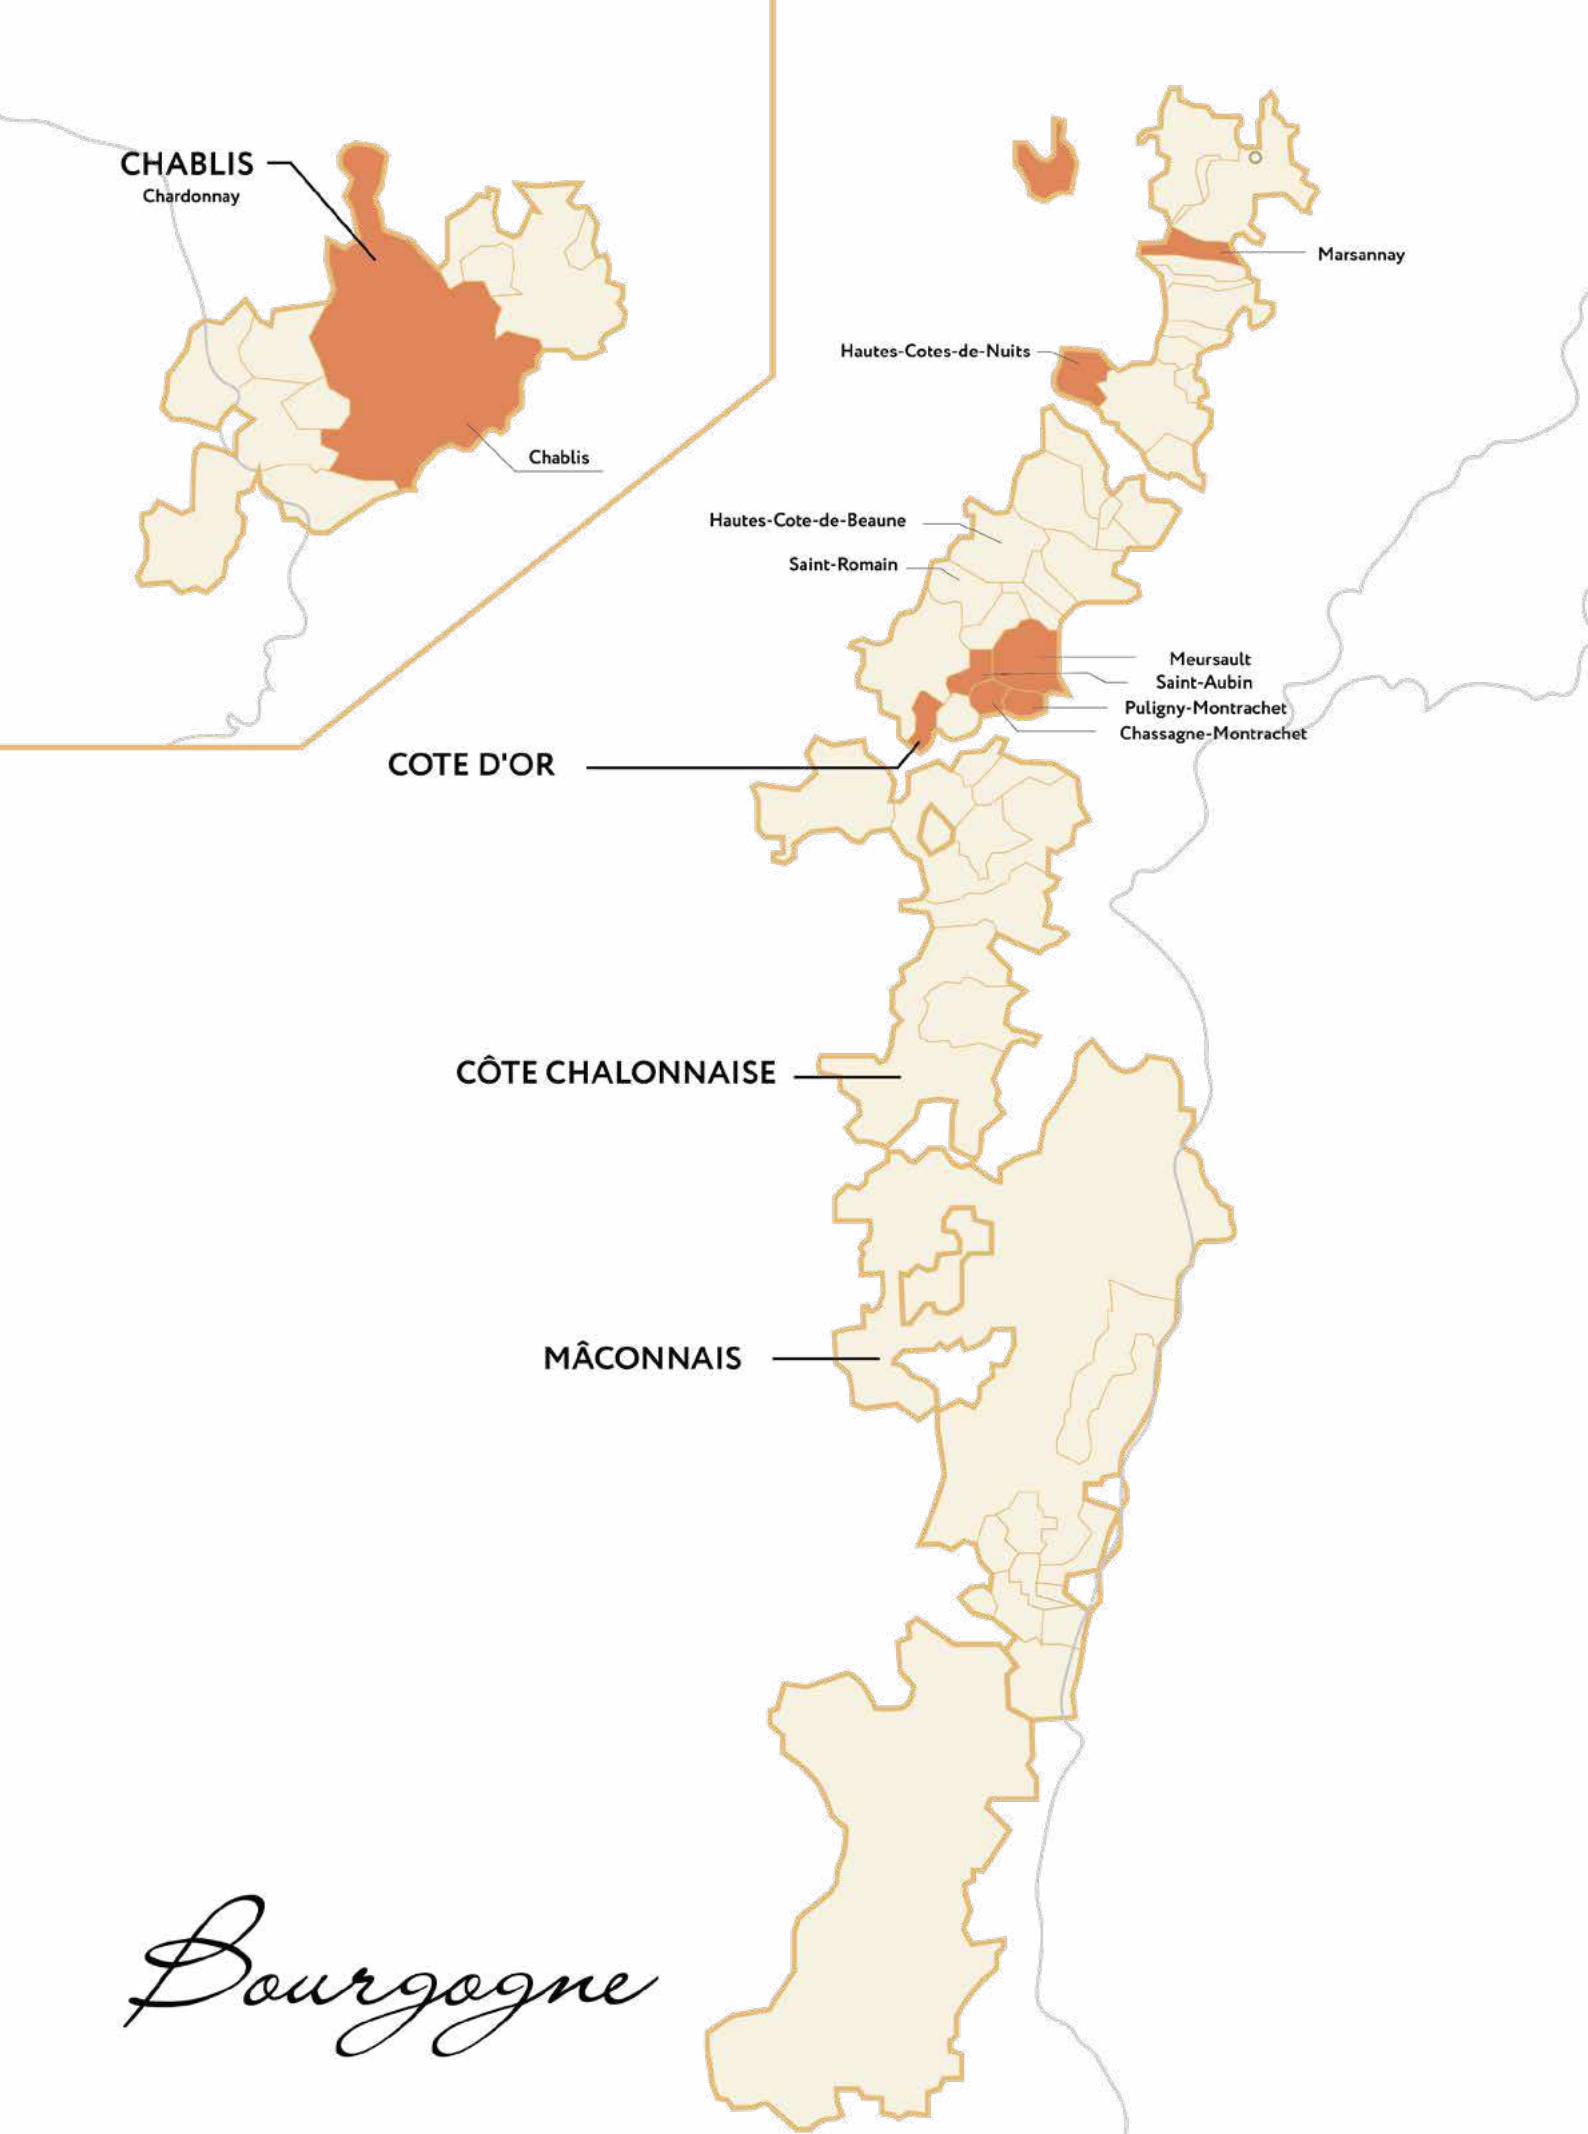 CHABLIS
Chardonnay
Chablis
Marsannay
Hautes-Cotes-de-Nuits
Hautes-Cote-de-Beaune
Saint-Romain
Meursault
Saint-Aubin
Puligny-Montrachet
Chassagne-Montrachet
COTE D'OR
CÔTE CHALONNAISE
MÂCONNAIS
Bourgogne